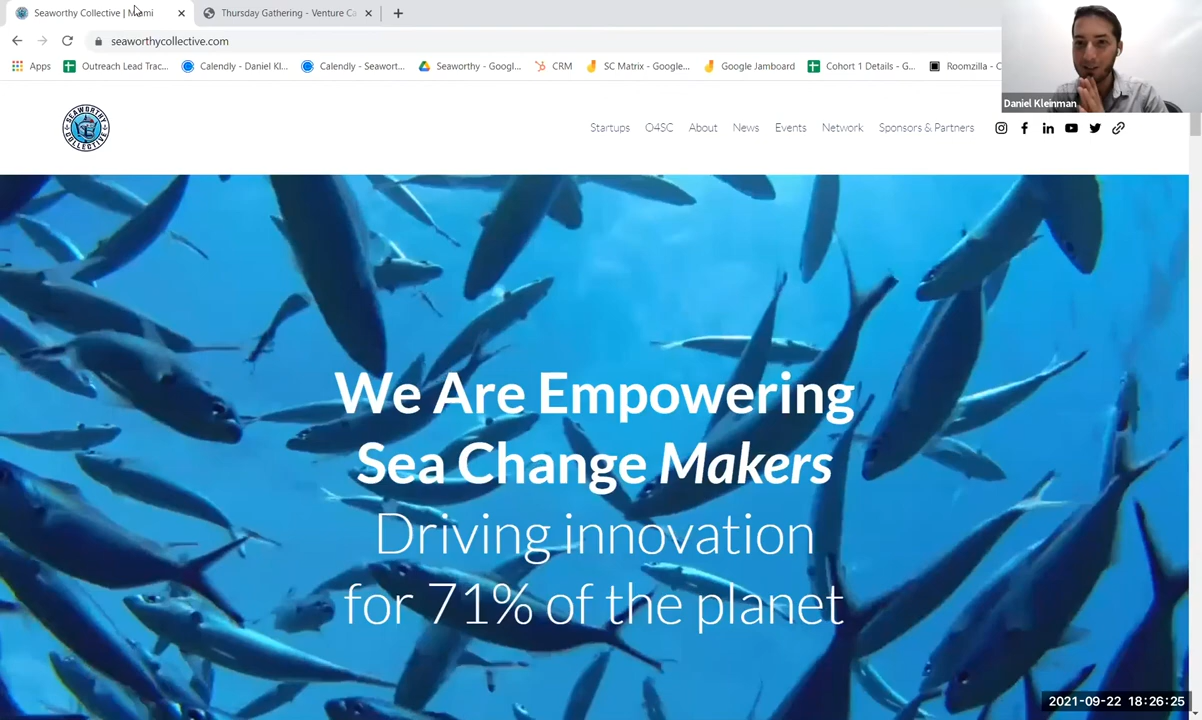 Seaworthy Collective | Miami
Thursday Gathering - Venture Ca
seaworthycollective.com
Apps
Outreach Lead Trac...
Calendly - Daniel Kl...
Calendly - Seawort...
Seaworthy - Googl...
CRM
SC Matrix - Google...
Google Jamboard
Cohort 1 Details - G...
Roomzilla - C
Daniel Kleinman
SEAWORTHY
COLLECTIVE
Startups
O4SC
About
News
Events
Network
Sponsors & Partners
We Are Empowering
Sea Change Makers
Driving innovation
for 71% of the planet
2021-09-22 18:26:25